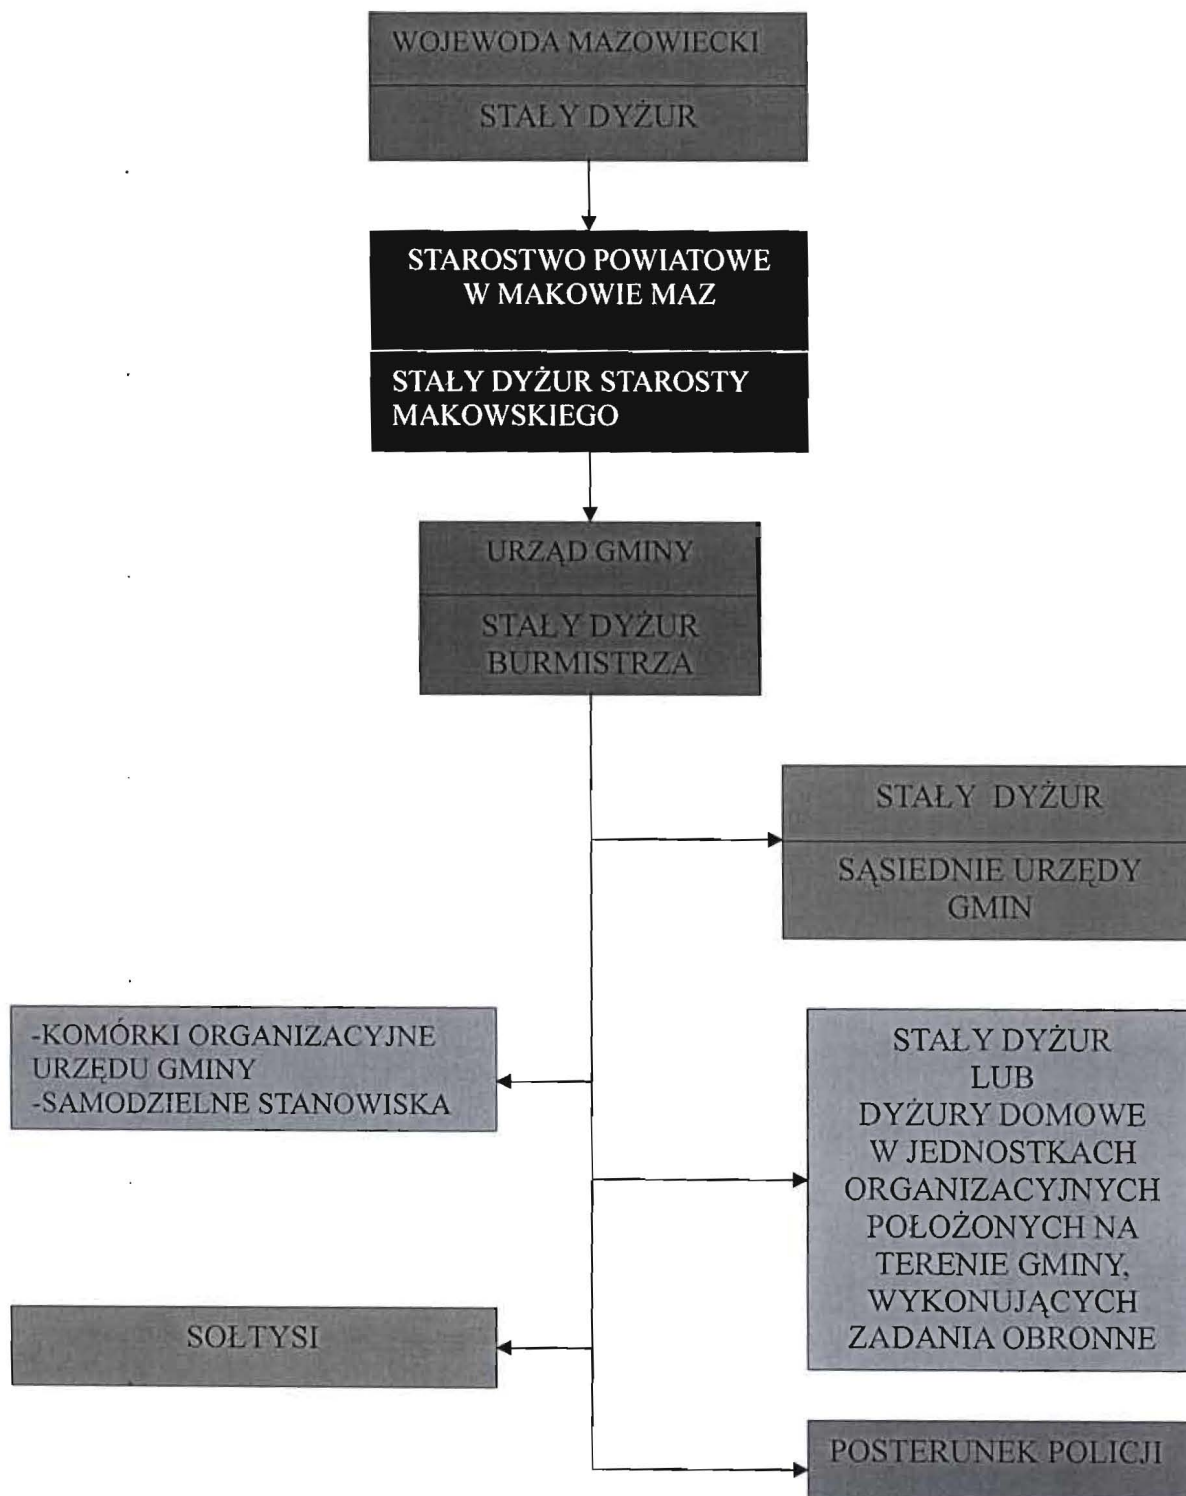 WOJEWODA MAZOWIECKI
STAŁY DYŻUR
STAROSTWO POWIATOWE
W MAKOWIE MAZ
STAŁY DYŻUR STAROSTY
MAKOWSKIEGO
URZĄD GMINY
STAŁY DYŻUR
BURMISTRZA
STAŁY DYŻUR
SĄSIEDNIE URZĘDY
GMIN
-KOMÓRKI ORGANIZACYJNE
URZĘDU GMINY
-SAMODZIELNE STANOWISKA
STAŁY DYŻUR
LUB
DYŻURY DOMOWE
W JEDNOSTKACH
ORGANIZACYJNYCH
POŁOŻONYCH NA
TERENIE GMINY,
WYKONUJĄCYCH
ZADANIA OBRONNE
SOŁTYSI
POSTERUNEK POLICJI